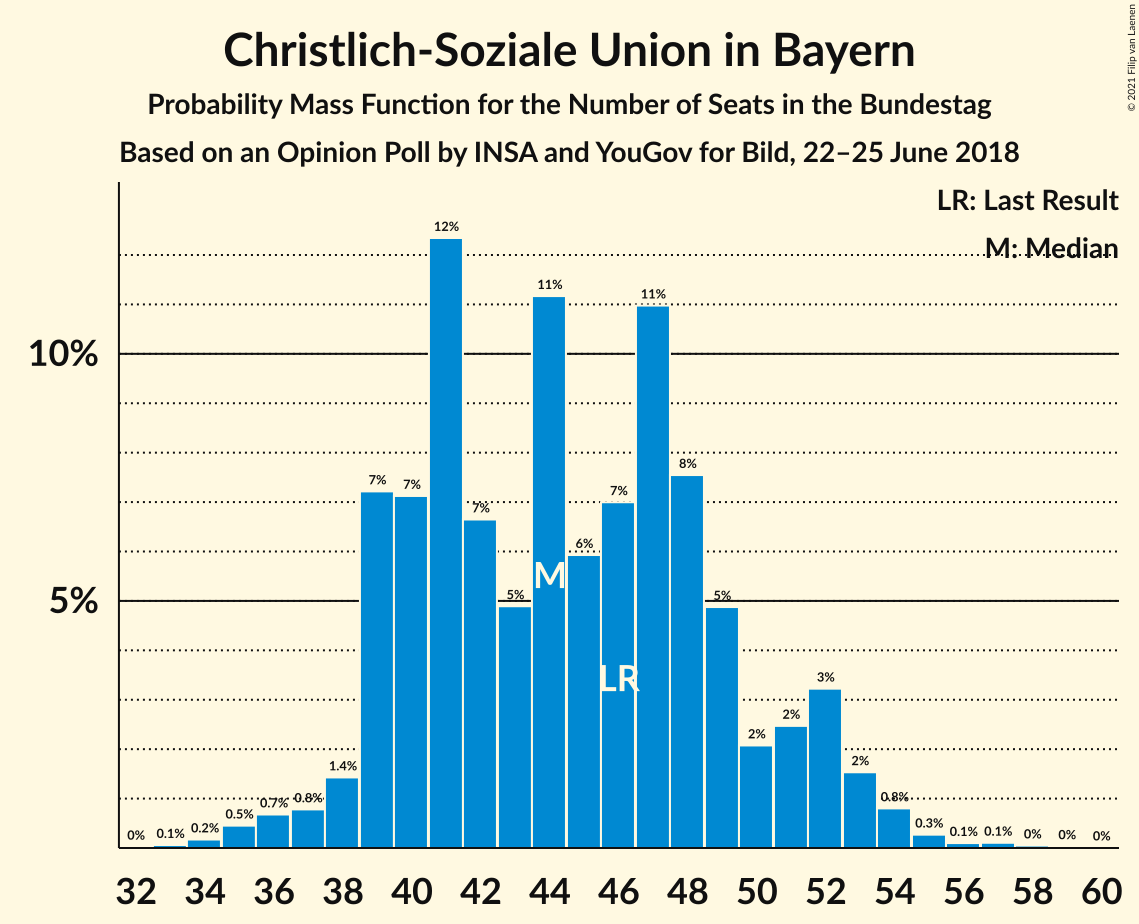 Christlich-Soziale Union in Bayern
Probability Mass Function for the Number of Seats in the Bundestag
Based on an Opinion Poll by INSA and YouGov for Bild, 22–25 June 2018
© 2021 Filip van Laenen
LR: Last Result
M: Median
10%
5%
0% 0.1% 0.2% 0.5% 0.7% 0.8% 1.4% 7% 7% 12% 7% 5% 11% 6% 7% 11% 8% 5% 2% 2% 3% 2% 0.8% 0.3% 0.1% 0.1% 0% 0% 0%
M
LR
32 34 36 38 40 42 44 46 48 50 52 54 56 58 60